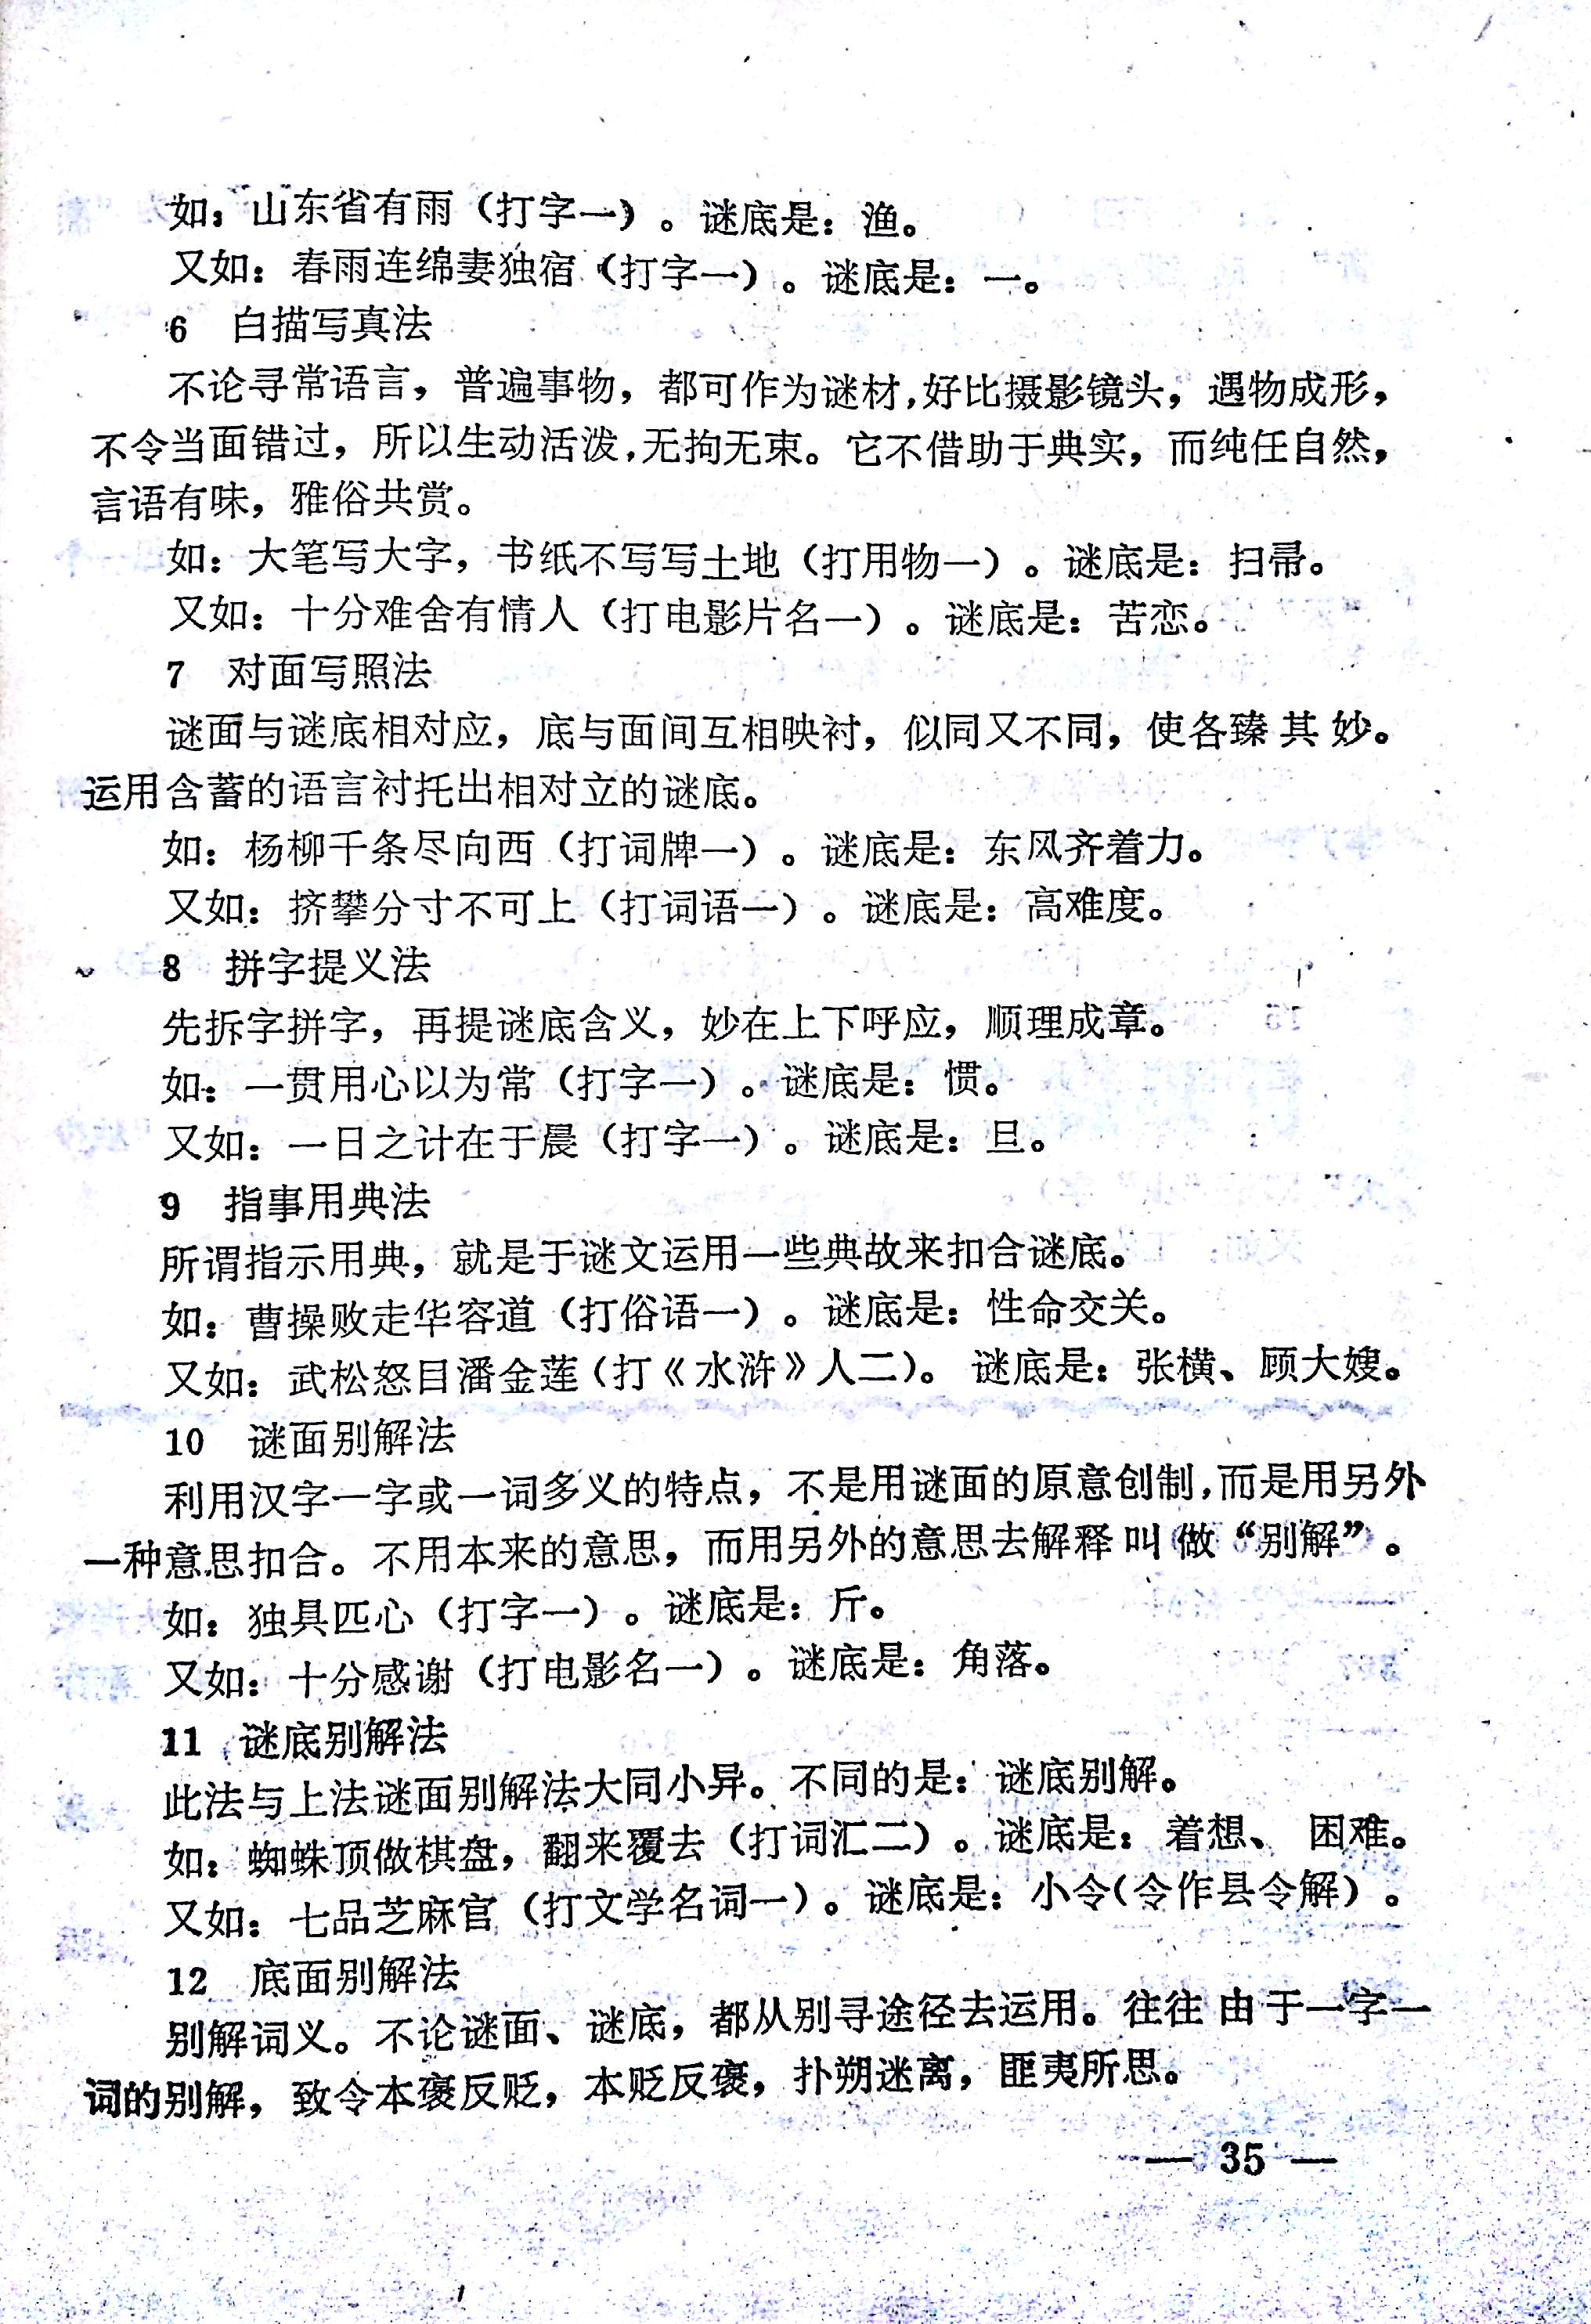 如：山东省有雨（打字一）。谜底是：渔。
又如：春雨连绵妻独宿（打字一）。谜底是：一。
6 白描写真法
不论寻常语言，普遍事物，都可作为谜材，好比摄影镜头，遇物成形，
不令当面错过，所以生动活泼，无拘无束。它不借助于典实，而纯任自然，
言语有味，雅俗共赏。
如：大笔写大字，书纸不写写土地（打用物一）。谜底是：扫帚。
又如：十分难舍有情人（打电影片名一）。谜底是：苦恋。
7 对面写照法
谜面与谜底相对应，底与面间互相映衬，似同又不同，使各臻其妙。
运用含蓄的语言衬托出相对立的谜底。
如：杨柳千条尽向西（打词牌一）。谜底是：东风齐着力。
又如：挤攀分寸不可上（打词语一）。谜底是：高难度。
8 拼字提义法
先拆字拼字，再提谜底含义，妙在上下呼应，顺理成章。
如：一贯用心以为常（打字一）。谜底是：惯。
又如：一日之计在于晨（打字一）。谜底是：旦。
9 指事用典法
所谓指示用典，就是于谜文运用一些典故来扣合谜底。
如：曹操败走华容道（打俗语一）。谜底是：性命交关。
又如：武松怒目潘金莲（打《水浒》人二）。谜底是：张横、顾大嫂。
10 谜面别解法
利用汉字一字或一词多义的特点，不是用谜面的原意创制，而是用另外
一种意思扣合。不用本来的意思，而用另外的意思去解释叫做“别解”。
如：独具匹心（打字一）。谜底是：斤。
又如：十分感谢（打电影名一）。谜底是：角落。
11 谜底别解法
此法与上法谜面别解法大同小异。不同的是：谜底别解。
如：蜘蛛顶做棋盘，翻来覆去（打词汇二）。谜底是：着想、困难。
又如：七品芝麻官（打文学名词一）。谜底是：小令（令作县令解）。
12 底面别解法
别解词义。不论谜面、谜底，都从别寻途径去运用。往往由于一字一
词的别解，致令本褒反贬，本贬反褒，扑朔迷离，匪夷所思。
— 35 —